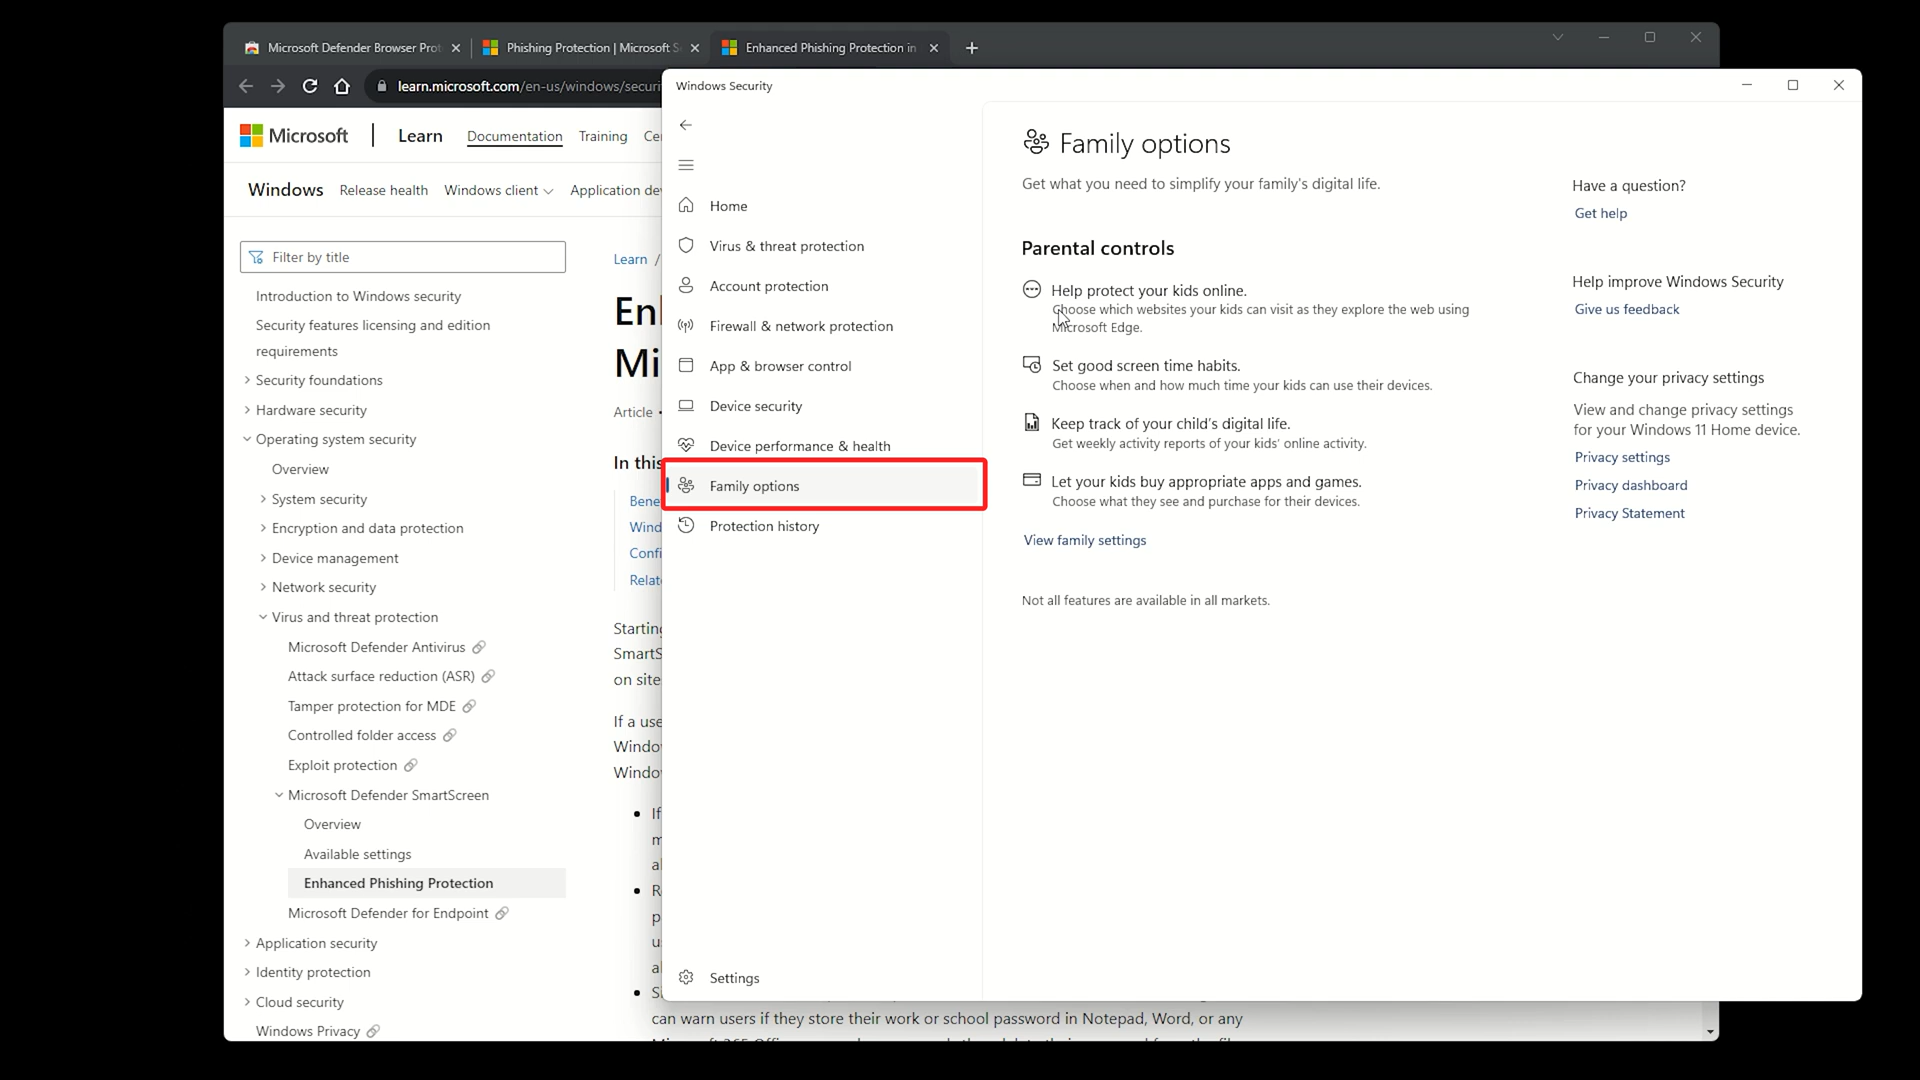 Microsoft Defender Browser Prot
Phishing Protection | Microsoft S
Enhanced Phishing Protection in
learn.microsoft.com/en-us/windows/securi
Microsoft
Learn
Documentation
Training
Ce
Windows
Release health
Windows client
Application de
Filter by title
Introduction to Windows security
Security features licensing and edition
requirements
Security foundations
Hardware security
Operating system security
Overview
System security
Encryption and data protection
Device management
Network security
Virus and threat protection
Microsoft Defender Antivirus
Attack surface reduction (ASR)
Tamper protection for MDE
Controlled folder access
Exploit protection
Microsoft Defender SmartScreen
Overview
Available settings
Enhanced Phishing Protection
Microsoft Defender for Endpoint
Application security
Identity protection
Cloud security
Windows Privacy
Learn /
Article •
In this
Starting
SmartS
on site
If a use
Windo
Windo
can warn users if they store their work or school password in Notepad, Word, or any
Windows Security
Home
Virus & threat protection
Account protection
Firewall & network protection
App & browser control
Device security
Device performance & health
Family options
Protection history
Settings
Family options
Get what you need to simplify your family's digital life.
Parental controls
Help protect your kids online.
Choose which websites your kids can visit as they explore the web using
Microsoft Edge.
Set good screen time habits.
Choose when and how much time your kids can use their devices.
Keep track of your child's digital life.
Get weekly activity reports of your kids' online activity.
Let your kids buy appropriate apps and games.
Choose what they see and purchase for their devices.
View family settings
Not all features are available in all markets.
Have a question?
Get help
Help improve Windows Security
Give us feedback
Change your privacy settings
View and change privacy settings
for your Windows 11 Home device.
Privacy settings
Privacy dashboard
Privacy Statement